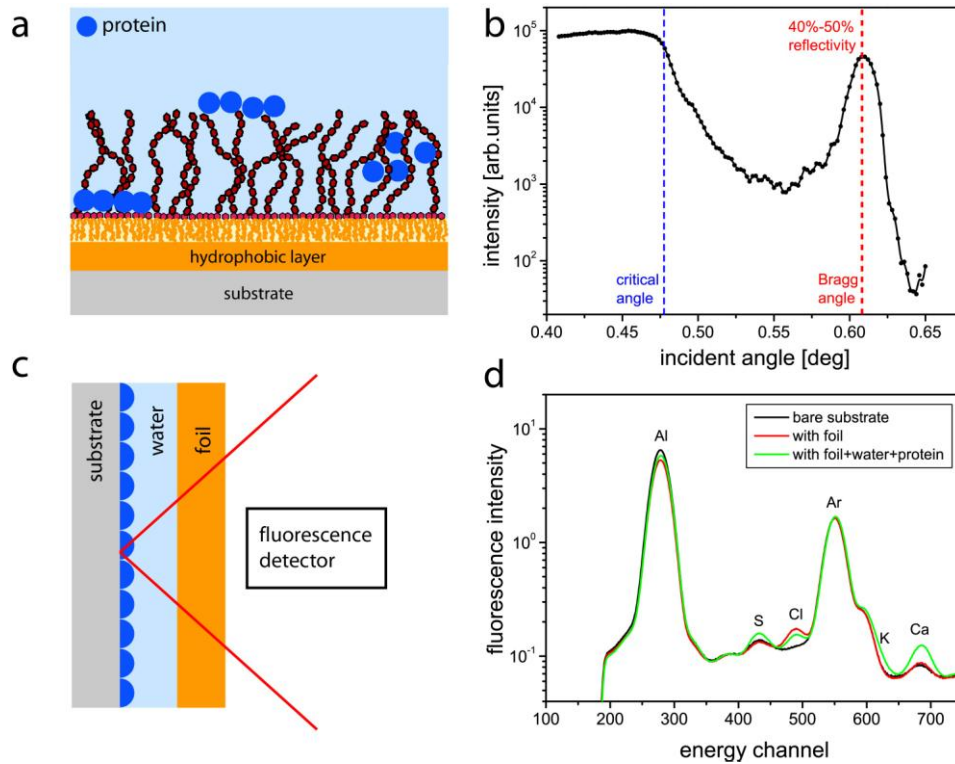 a
protein
hydrophobic layer
substrate
b
40%-50%
reflectivity
critical
angle
Bragg
angle
10^5
10^4
10^3
10^2
intensity [arb.units]
0.40
0.45
0.50
0.55
0.60
0.65
incident angle [deg]
c
substrate
water
foil
fluorescence
detector
d
bare substrate
with foil
with foil+water+protein
Al
S
Cl
Ar
K
Ca
10^1
10^0
10^-1
fluorescence intensity
100
200
300
400
500
600
700
energy channel